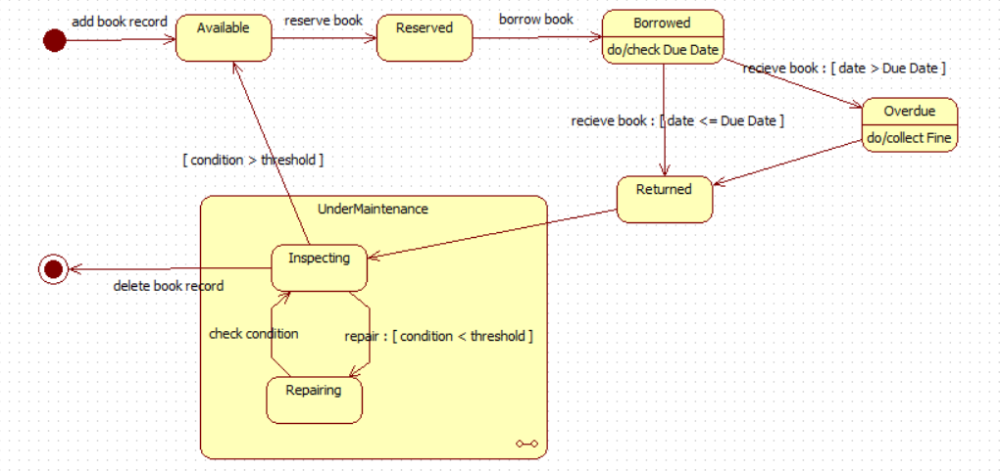 add book record
Available
reserve book
Reserved
borrow book
Borrowed
do/check Due Date
recieve book : [ date > Due Date ]
Overdue
do/collect Fine
recieve book : [ date <= Due Date ]
Returned
[ condition > threshold ]
UnderMaintenance
Inspecting
delete book record
check condition
repair : [ condition < threshold ]
Repairing